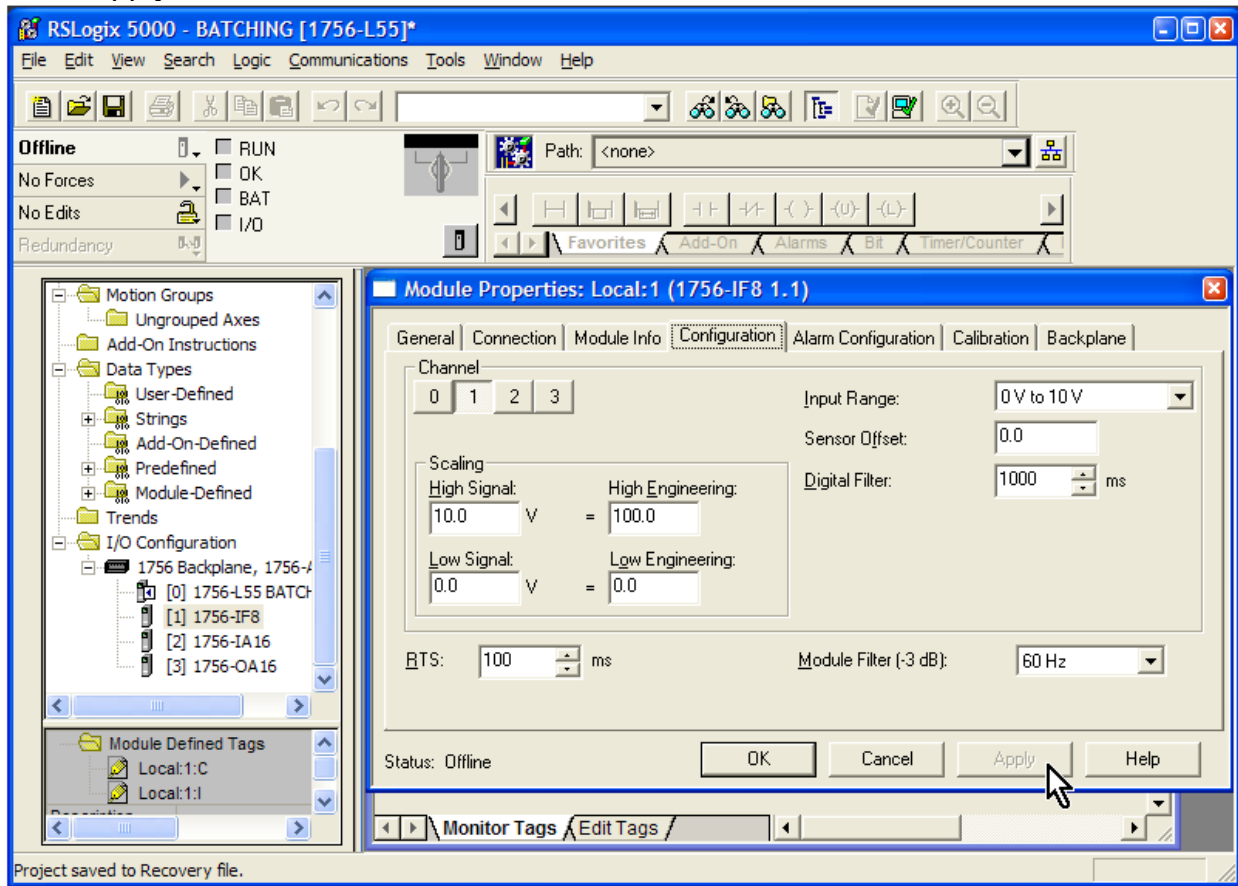 RSLogix 5000 - BATCHING [1756-L55]*
File Edit View Search Logic Communications Tools Window Help
Offline RUN Path: <none>
No Forces OK
No Edits BAT
I/O
Redundancy
Favorites Add-On Alarms Bit Timer/Counter
Motion Groups
Ungrouped Axes
Add-On Instructions
Data Types
User-Defined
Strings
Add-On-Defined
Predefined
Module-Defined
Trends
I/O Configuration
1756 Backplane, 1756-A
[0] 1756-L55 BATCH
[1] 1756-IF8
[2] 1756-IA16
[3] 1756-OA16
Module Defined Tags
Local:1:C
Local:1:I
Module Properties: Local:1 (1756-IF8 1.1)
General Connection Module Info Configuration Alarm Configuration Calibration Backplane
Channel
0 1 2 3 Input Range: 0 V to 10 V
Sensor Offset: 0.0
Scaling
High Signal: High Engineering: Digital Filter: 1000 ms
10.0 V = 100.0
Low Signal: Low Engineering:
0.0 V = 0.0
RTS: 100 ms Module Filter (-3 dB): 60 Hz
Status: Offline OK Cancel Apply Help
Monitor Tags Edit Tags
Project saved to Recovery file.